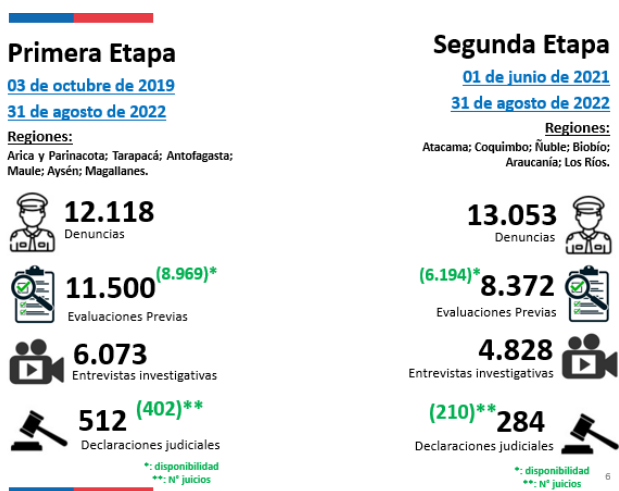 Primera Etapa
03 de octubre de 2019
31 de agosto de 2022
Regiones:
Arica y Parinacota; Tarapacá; Antofagasta;
Maule; Aysén; Magallanes.
12.118
Denuncias
11.500(8.969)*
Evaluaciones Previas
6.073
Entrevistas investigativas
512 (402)**
Declaraciones judiciales
*: disponibilidad
**: N° juicios
Segunda Etapa
01 de junio de 2021
31 de agosto de 2022
Regiones:
Atacama; Coquimbo; Ñuble; Biobío;
Araucanía; Los Ríos.
13.053
Denuncias
(6.194)*8.372
Evaluaciones Previas
4.828
Entrevistas investigativas
(210)**284
Declaraciones judiciales
*: disponibilidad
**: N° juicios
6